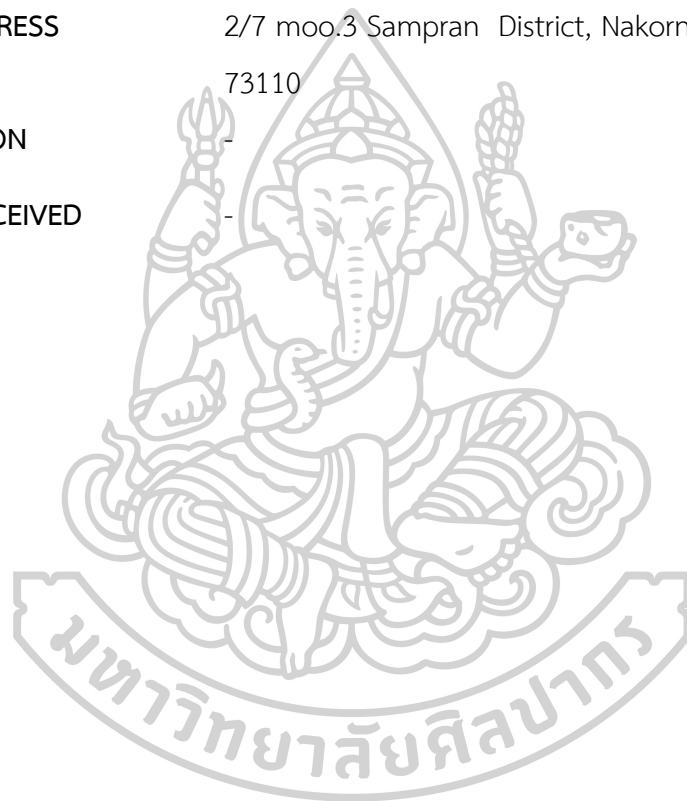 RESS 2/7 moo.3 Sampran District, Nakorn
73110
ON -
CEIVED -
มหาวิทยาลัยศิลปากร